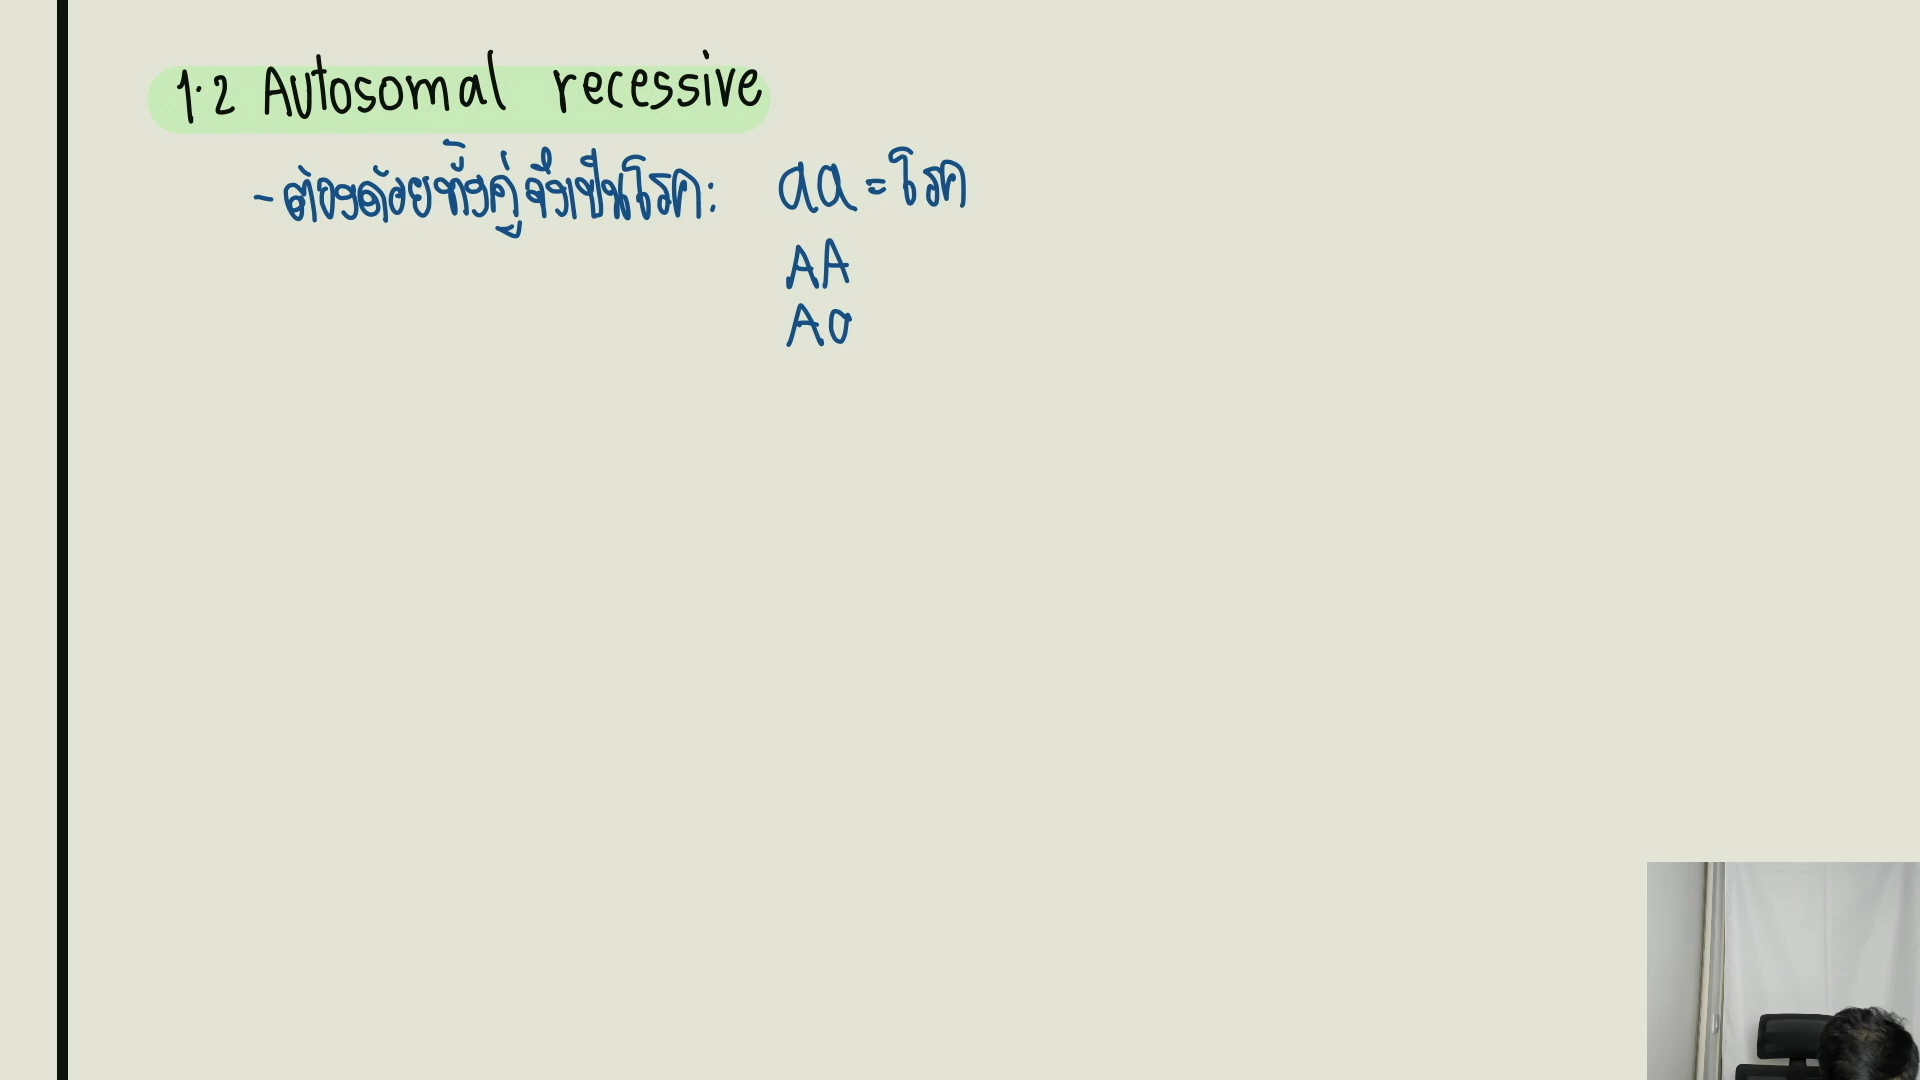 1.2 Autosomal recessive
- ต้องด้อยทั้งคู่จึงเป็นโรค: aa = โรค
AA
Aa